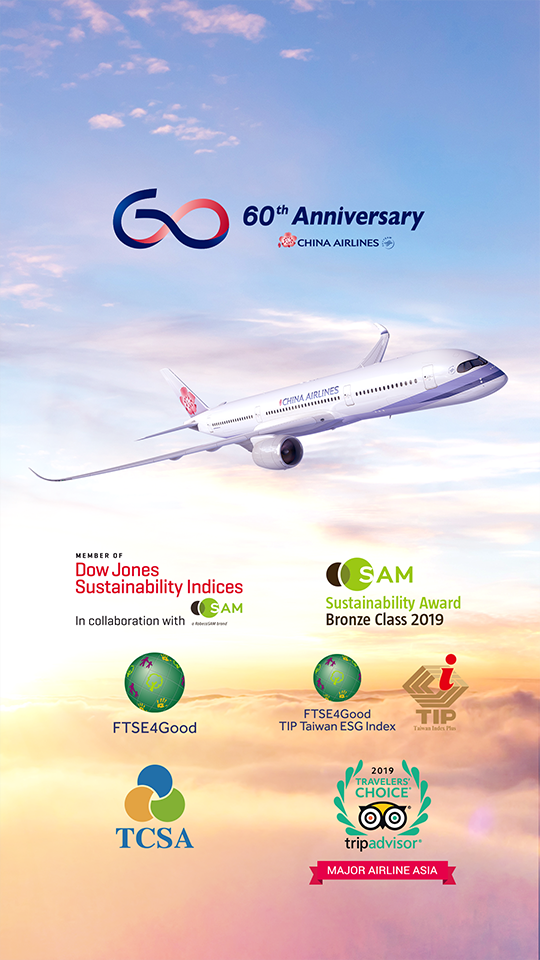 60th Anniversary
CHINA AIRLINES
CHINA AIRLINES
MEMBER OF
Dow Jones
Sustainability Indices
In collaboration with SAM
a RobecoSAM brand
SAM
Sustainability Award
Bronze Class 2019
FTSE4Good
FTSE4Good
TIP Taiwan ESG Index
i
TIP
Taiwan Index Plus
TCSA
2019
TRAVELERS'
CHOICE
tripadvisor®
MAJOR AIRLINE ASIA